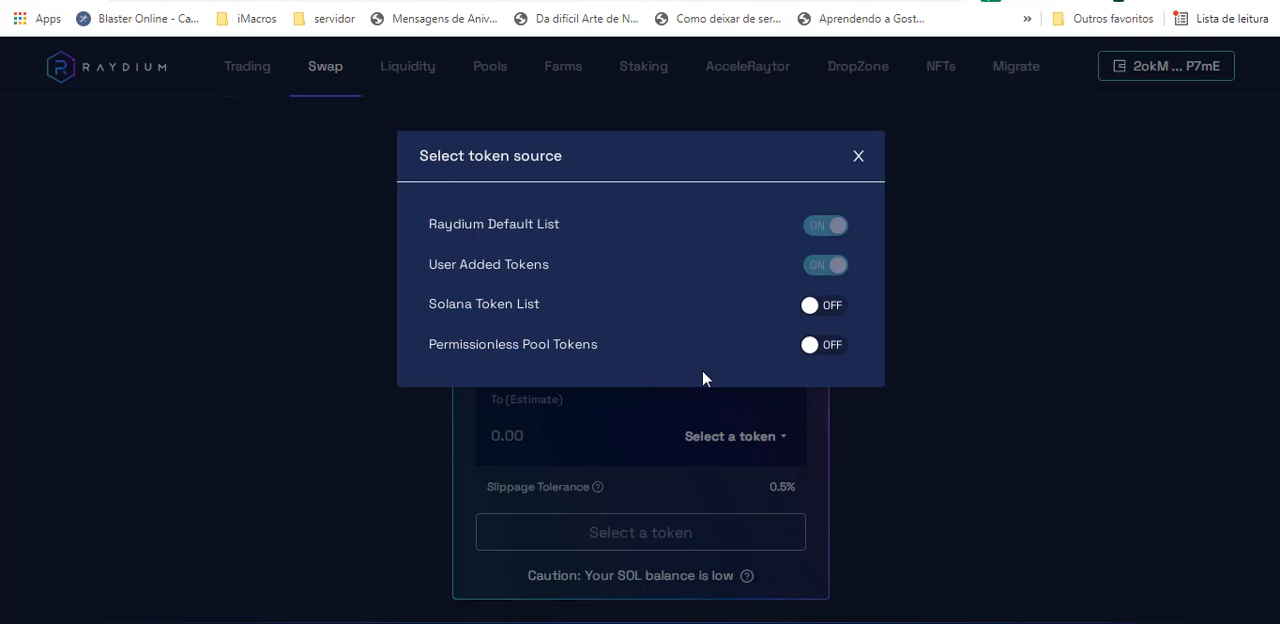 Apps Blaster Online - Ca... iMacros servidor Mensagens de Aniv... Da difícil Arte de N... Como deixar de ser... Aprendendo a Gost... » Outros favoritos Lista de leitura
RAYDIUM Trading Swap Liquidity Pools Farms Staking AcceleRaytor DropZone NFTs Migrate 2okM ... P7mE
Select token source X
Raydium Default List ON
User Added Tokens ON
Solana Token List OFF
Permissionless Pool Tokens OFF
To (Estimate)
0.00 Select a token
Slippage Tolerance ? 0.5%
Select a token
Caution: Your SOL balance is low ?